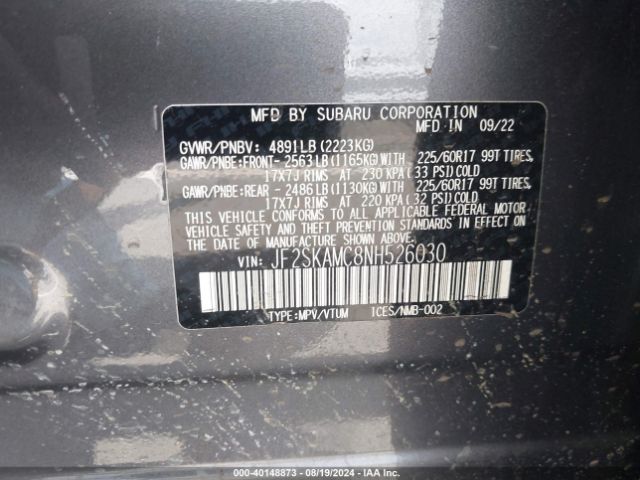 MFD BY SUBARU CORPORATION
MFD IN 09/22
GVWR/PNBV: 4891LB(2223KG)
GAWR/PNBE:FRONT- 2563LB(1165KG)WITH 225/60R17 99T TIRES,
17X7J RIMS AT 230 KPA(33 PSI)COLD
GAWR/PNBE:REAR - 2486LB(1130KG)WITH 225/60R17 99T TIRES,
17X7J RIMS AT 220 KPA(32 PSI)COLD
THIS VEHICLE CONFORMS TO ALL APPLICABLE FEDERAL MOTOR
VEHICLE SAFETY AND THEFT PREVENTION STANDARDS IN EFFECT
ON THE DATE OF MANUFACTURE SHOWN ABOVE.
VIN: JF2SKAMC8NH526030
TYPE:MPV/VTUM ICES/NMB-002
000-40148873 - 08/19/2024 - IAA Inc.